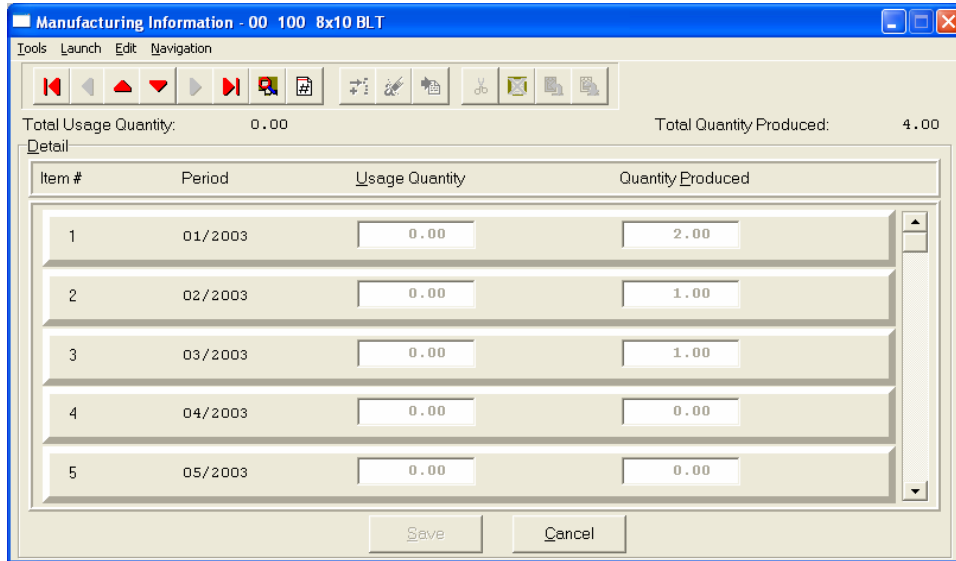 Manufacturing Information - 00 100 8x10 BLT
Tools Launch Edit Navigation
#
Total Usage Quantity: 0.00 Total Quantity Produced: 4.00
Detail
Item # Period Usage Quantity Quantity Produced
1 01/2003 0.00 2.00
2 02/2003 0.00 1.00
3 03/2003 0.00 1.00
4 04/2003 0.00 0.00
5 05/2003 0.00 0.00
Save Cancel